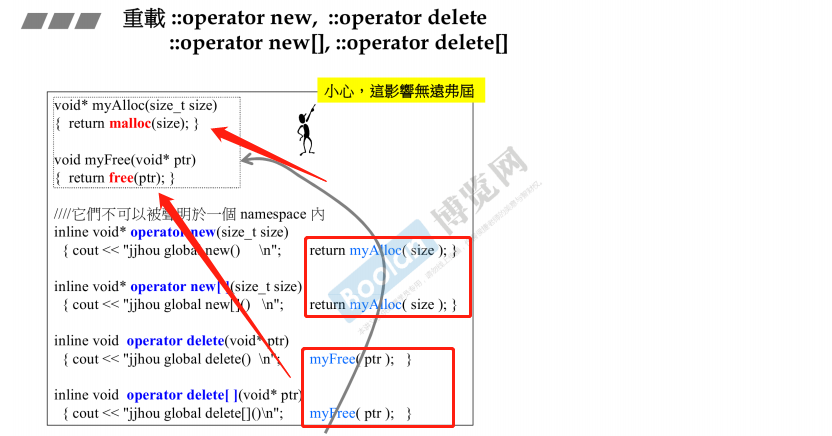 重載 ::operator new, ::operator delete
::operator new[], ::operator delete[]
小心，這影響無遠弗屆
void* myAlloc(size_t size)
{ return malloc(size); }
void myFree(void* ptr)
{ return free(ptr); }
////它們不可以被聲明於一個 namespace 內
inline void* operator new(size_t size)
{ cout << "jjhou global new() \n"; return myAlloc( size ); }
inline void* operator new[ ](size_t size)
{ cout << "jjhou global new[]() \n"; return myAlloc( size ); }
inline void operator delete(void* ptr)
{ cout << "jjhou global delete() \n"; myFree( ptr ); }
inline void operator delete[ ](void* ptr)
{ cout << "jjhou global delete[]()\n"; myFree( ptr ); }
Boolan 博览网